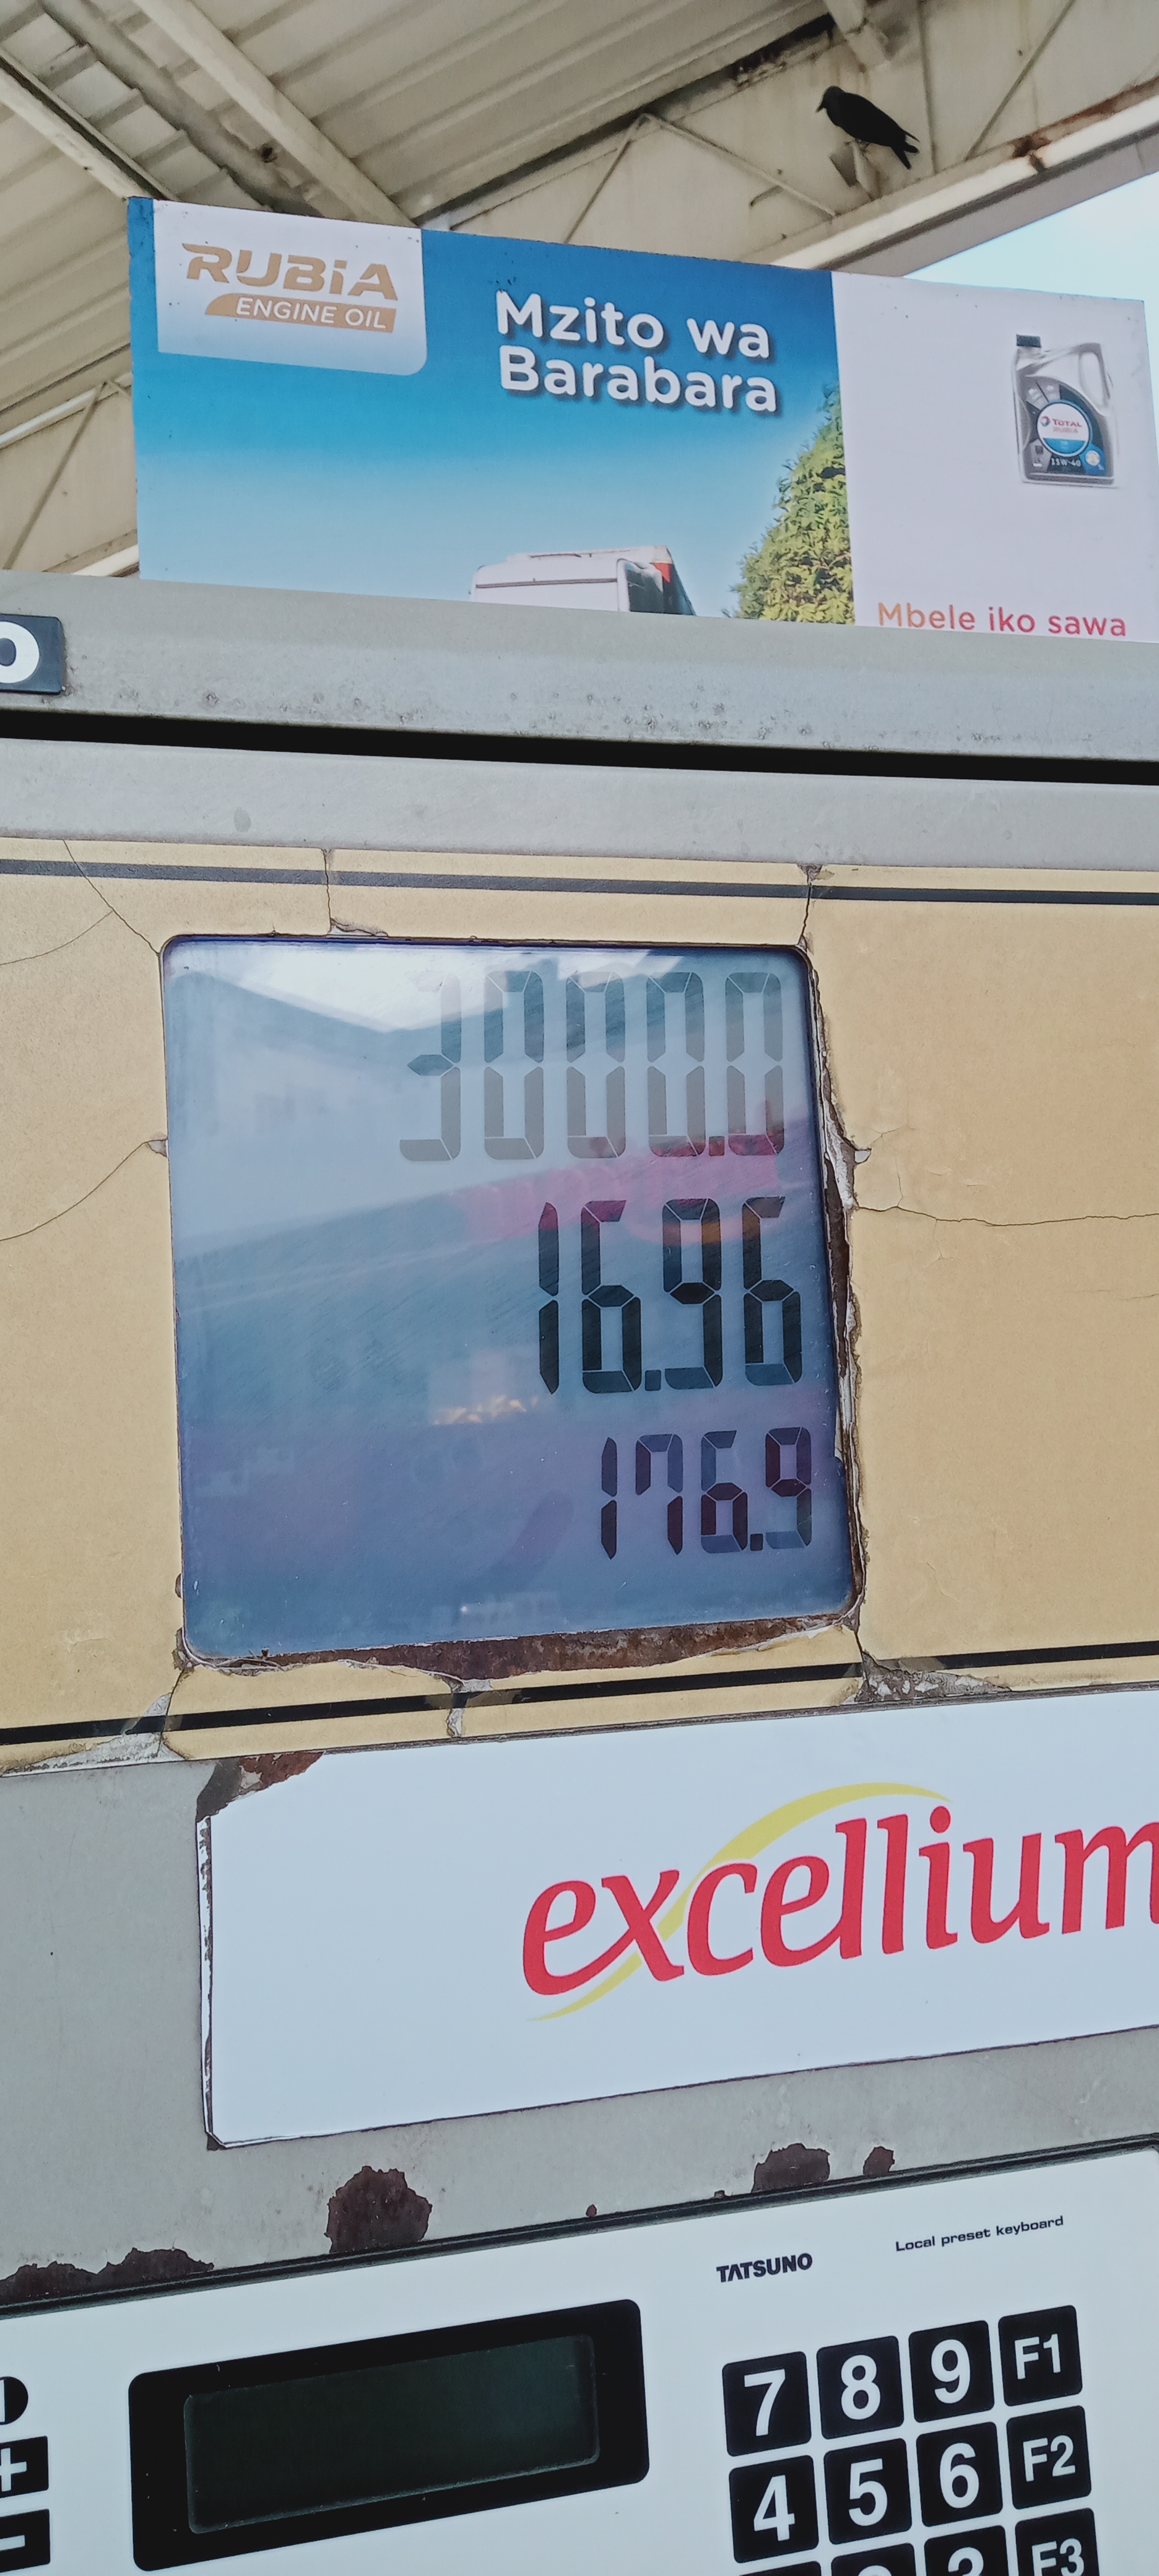 RUBiA
ENGINE OIL
Mzito wa
Barabara
TOTAL
RUBIA
15W-40
Mbele iko sawa
O
3000.0
16.96
176.9
excellium
TATSUNO
Local preset keyboard
7 8 9 F1
+
4 5 6 F2
-
F3